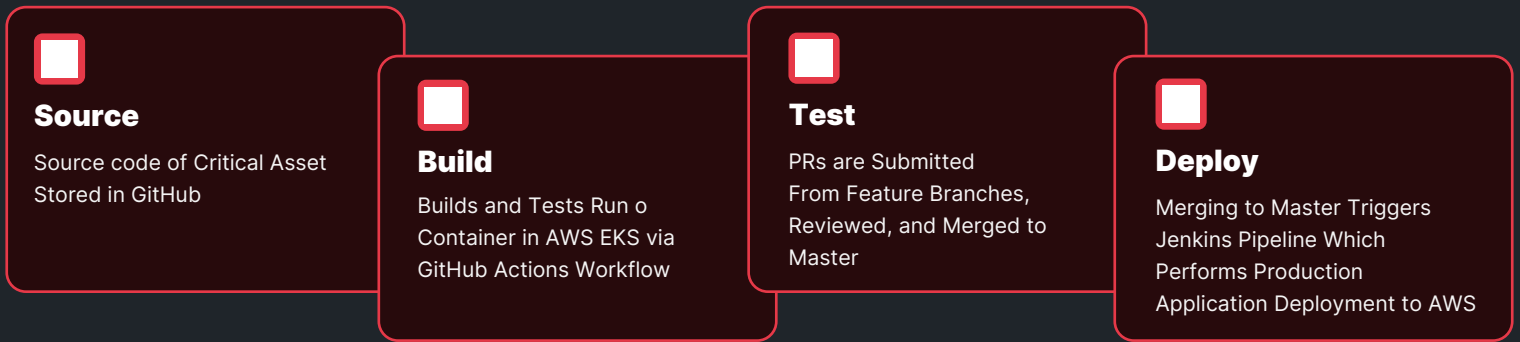 Source
Source code of Critical Asset
Stored in GitHub
Build
Builds and Tests Run o
Container in AWS EKS via
GitHub Actions Workflow
Test
PRs are Submitted
From Feature Branches,
Reviewed, and Merged to
Master
Deploy
Merging to Master Triggers
Jenkins Pipeline Which
Performs Production
Application Deployment to AWS